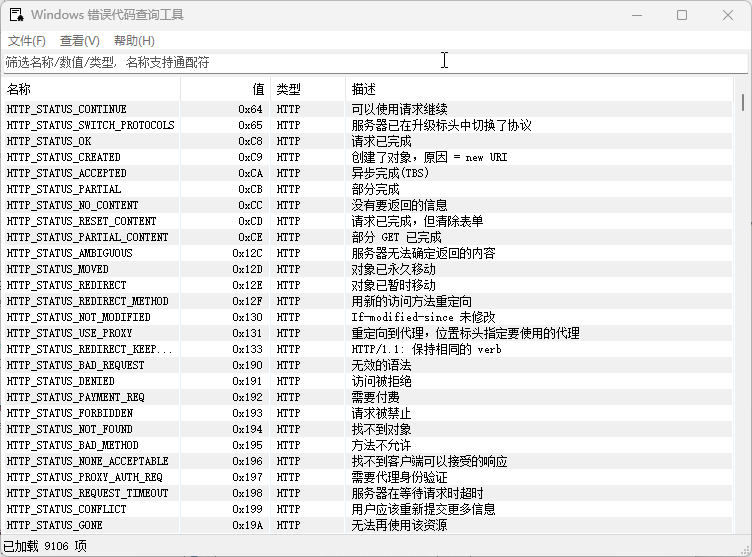 Windows 错误代码查询工具
文件(F) 查看(V) 帮助(H)
筛选名称/数值/类型, 名称支持通配符
名称 值 类型 描述
HTTP_STATUS_CONTINUE 0x64 HTTP 可以使用请求继续
HTTP_STATUS_SWITCH_PROTOCOLS 0x65 HTTP 服务器已在升级标头中切换了协议
HTTP_STATUS_OK 0xC8 HTTP 请求已完成
HTTP_STATUS_CREATED 0xC9 HTTP 创建了对象，原因 = new URI
HTTP_STATUS_ACCEPTED 0xCA HTTP 异步完成(TBS)
HTTP_STATUS_PARTIAL 0xCB HTTP 部分完成
HTTP_STATUS_NO_CONTENT 0xCC HTTP 没有要返回的信息
HTTP_STATUS_RESET_CONTENT 0xCD HTTP 请求已完成，但清除表单
HTTP_STATUS_PARTIAL_CONTENT 0xCE HTTP 部分 GET 已完成
HTTP_STATUS_AMBIGUOUS 0x12C HTTP 服务器无法确定返回的内容
HTTP_STATUS_MOVED 0x12D HTTP 对象已永久移动
HTTP_STATUS_REDIRECT 0x12E HTTP 对象已暂时移动
HTTP_STATUS_REDIRECT_METHOD 0x12F HTTP 用新的访问方法重定向
HTTP_STATUS_NOT_MODIFIED 0x130 HTTP If-modified-since 未修改
HTTP_STATUS_USE_PROXY 0x131 HTTP 重定向到代理，位置标头指定要使用的代理
HTTP_STATUS_REDIRECT_KEEP... 0x133 HTTP HTTP/1.1: 保持相同的 verb
HTTP_STATUS_BAD_REQUEST 0x190 HTTP 无效的语法
HTTP_STATUS_DENIED 0x191 HTTP 访问被拒绝
HTTP_STATUS_PAYMENT_REQ 0x192 HTTP 需要付费
HTTP_STATUS_FORBIDDEN 0x193 HTTP 请求被禁止
HTTP_STATUS_NOT_FOUND 0x194 HTTP 找不到对象
HTTP_STATUS_BAD_METHOD 0x195 HTTP 方法不允许
HTTP_STATUS_NONE_ACCEPTABLE 0x196 HTTP 找不到客户端可以接受的响应
HTTP_STATUS_PROXY_AUTH_REQ 0x197 HTTP 需要代理身份验证
HTTP_STATUS_REQUEST_TIMEOUT 0x198 HTTP 服务器在等待请求时超时
HTTP_STATUS_CONFLICT 0x199 HTTP 用户应该重新提交更多信息
HTTP_STATUS_GONE 0x19A HTTP 无法再使用该资源
已加载 9106 项